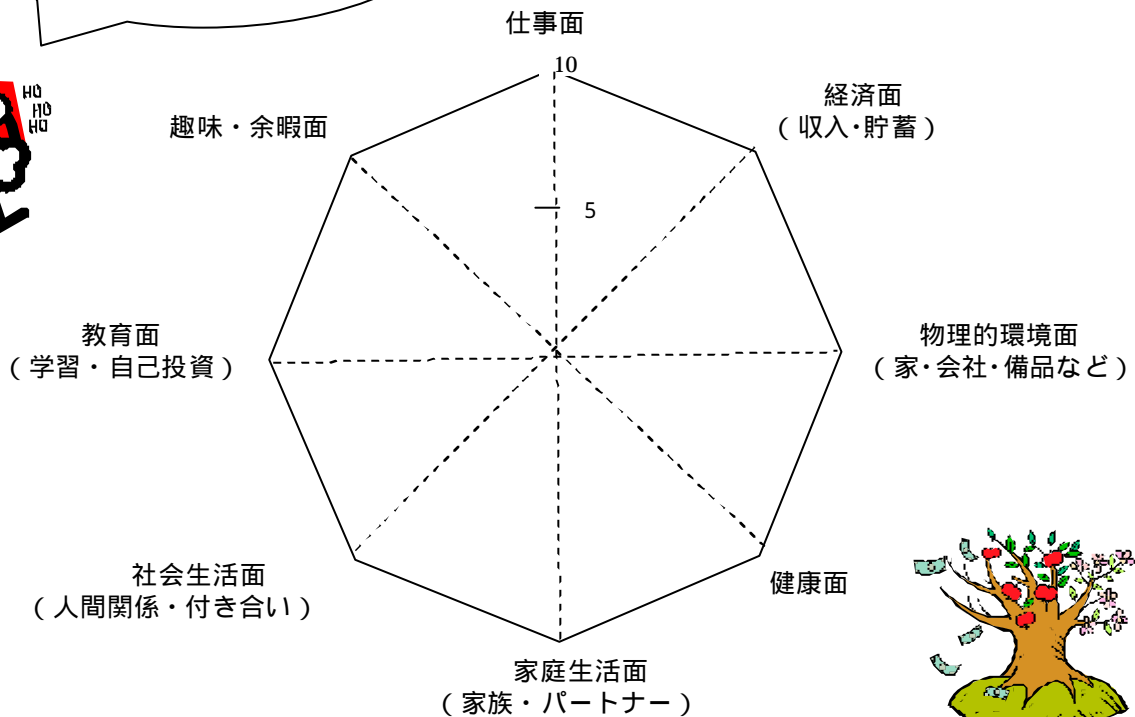 仕事面
10
経済面
(収入・貯蓄)
趣味・余暇面
5
教育面
(学習・自己投資)
物理的環境面
(家・会社・備品など)
社会生活面
(人間関係・付き合い)
健康面
家庭生活面
(家族・パートナー)